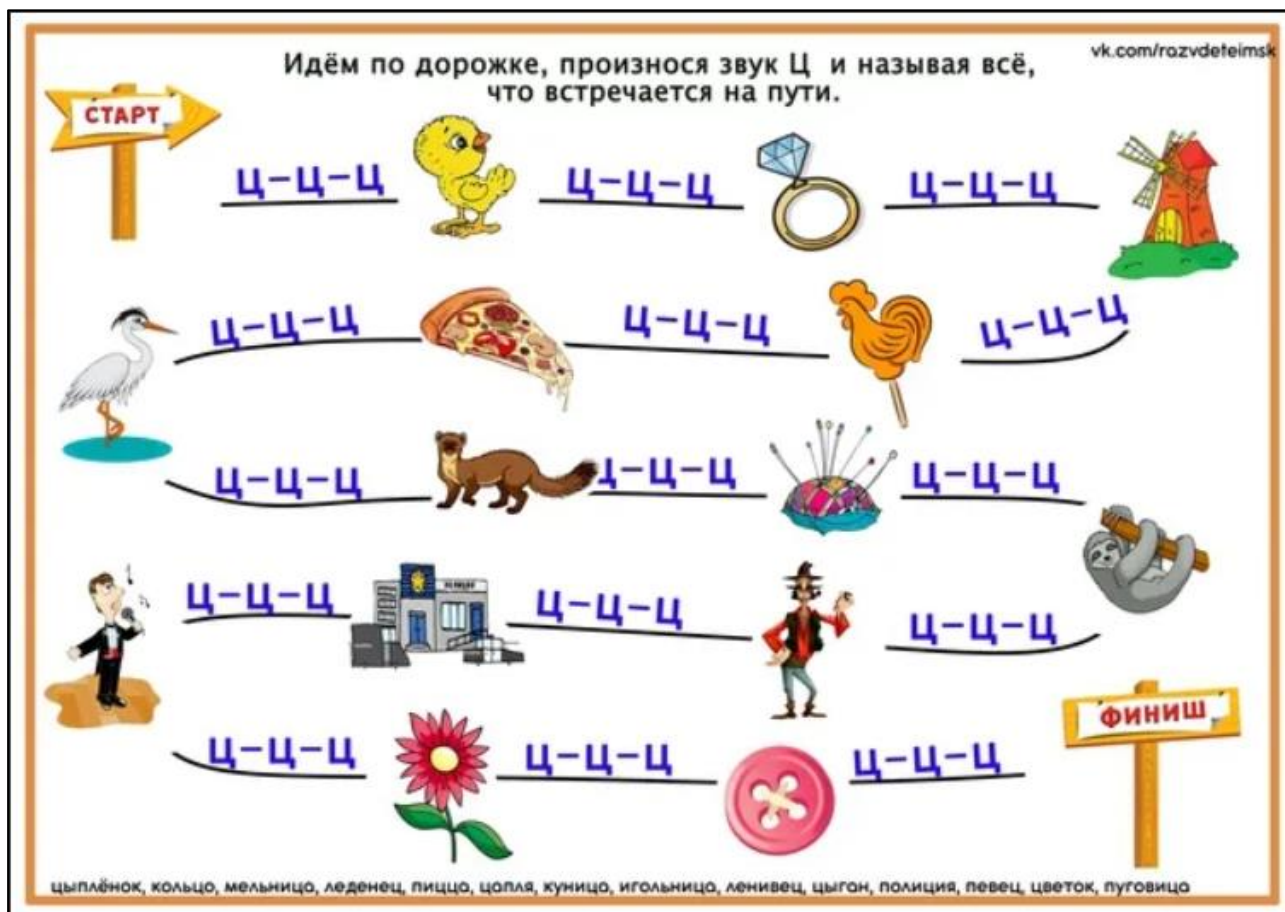 vk.com/razvdeteimsk
Идём по дорожке, произнося звук Ц и называя всё,
что встречается на пути.
СТАРТ
Ц-Ц-Ц
Ц-Ц-Ц
Ц-Ц-Ц
Ц-Ц-Ц
Ц-Ц-Ц
Ц-Ц-Ц
Ц-Ц-Ц
Ц-Ц-Ц
Ц-Ц-Ц
Ц-Ц-Ц
Ц-Ц-Ц
Ц-Ц-Ц
ФИНИШ
Ц-Ц-Ц
Ц-Ц-Ц
Ц-Ц-Ц
цыплёнок, кольцо, мельница, леденец, пицца, цапля, куница, игольница, ленивец, цыган, полиция, певец, цветок, пуговица